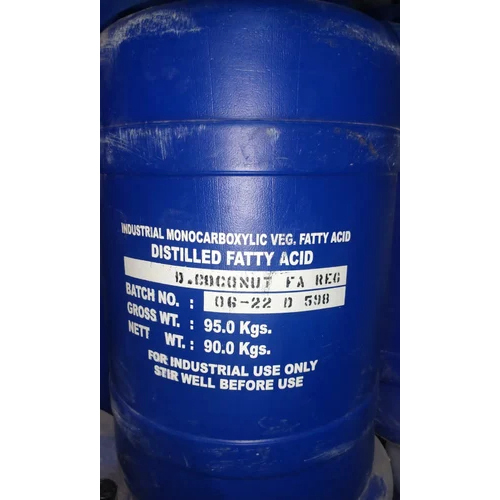 INDUSTRIAL MONOCARBOXYLIC VEG. FATTY ACID
DISTILLED FATTY ACID
D.COCONUT FA REG
BATCH NO. : 06-22 D 598
GROSS WT. : 95.0 Kgs.
NETT WT. : 90.0 Kgs.
FOR INDUSTRIAL USE ONLY
STIR WELL BEFORE USE